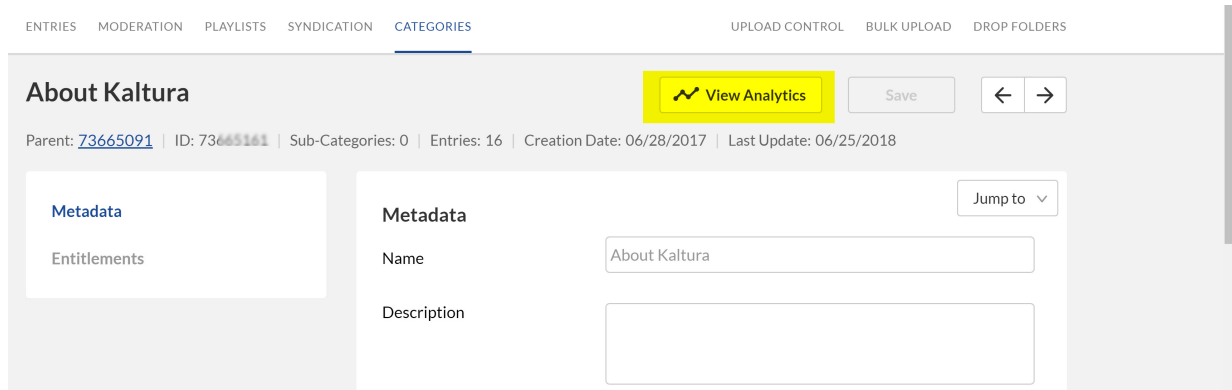 ENTRIES MODERATION PLAYLISTS SYNDICATION CATEGORIES UPLOAD CONTROL BULK UPLOAD DROP FOLDERS
About Kaltura View Analytics Save
Parent: 73665091 | ID: 73 | Sub-Categories: 0 | Entries: 16 | Creation Date: 06/28/2017 | Last Update: 06/25/2018
Jump to
Metadata Metadata
Name About Kaltura
Entitlements
Description